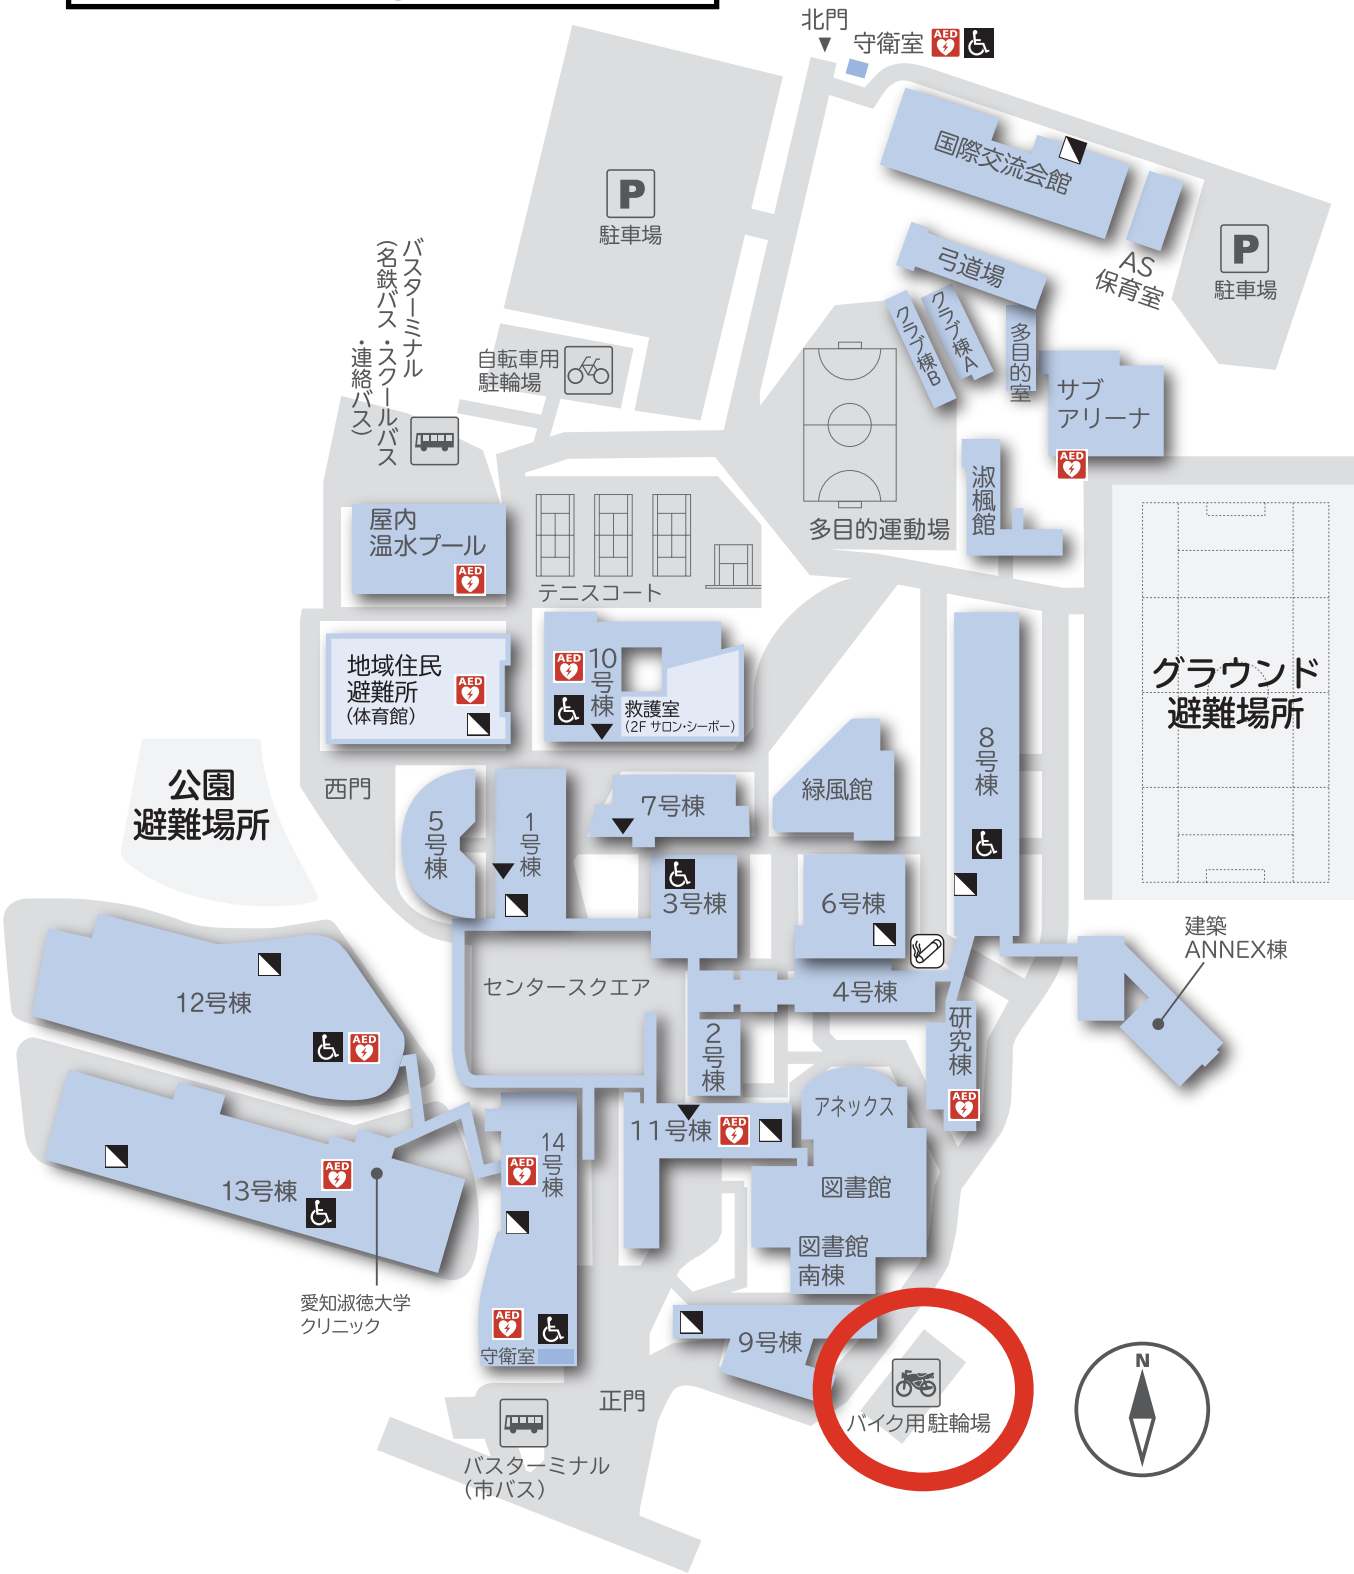 北門
守衛室
AED
国際交流会館
P
駐車場
P
駐車場
AS
保育室
弓道場
クラブ棟A
クラブ棟B
多目的室
サブ
アリーナ
AED
バスターミナル
(名鉄バス・スクールバス
・連絡バス)
自転車用
駐輪場
淑楓館
多目的運動場
屋内
温水プール
AED
テニスコート
地域住民
避難所
(体育館)
AED
AED
10号棟
救護室
(2F サロン・シーボー)
グラウンド
避難場所
8号棟
公園
避難場所
西門
5号棟
1号棟
7号棟
緑風館
3号棟
6号棟
建築
ANNEX棟
12号棟
AED
センタースクエア
4号棟
2号棟
研究棟
AED
アネックス
11号棟
AED
14号棟
AED
13号棟
AED
図書館
図書館
南棟
愛知淑徳大学
クリニック
AED
守衛室
9号棟
正門
バイク用駐輪場
N
バスターミナル
(市バス)